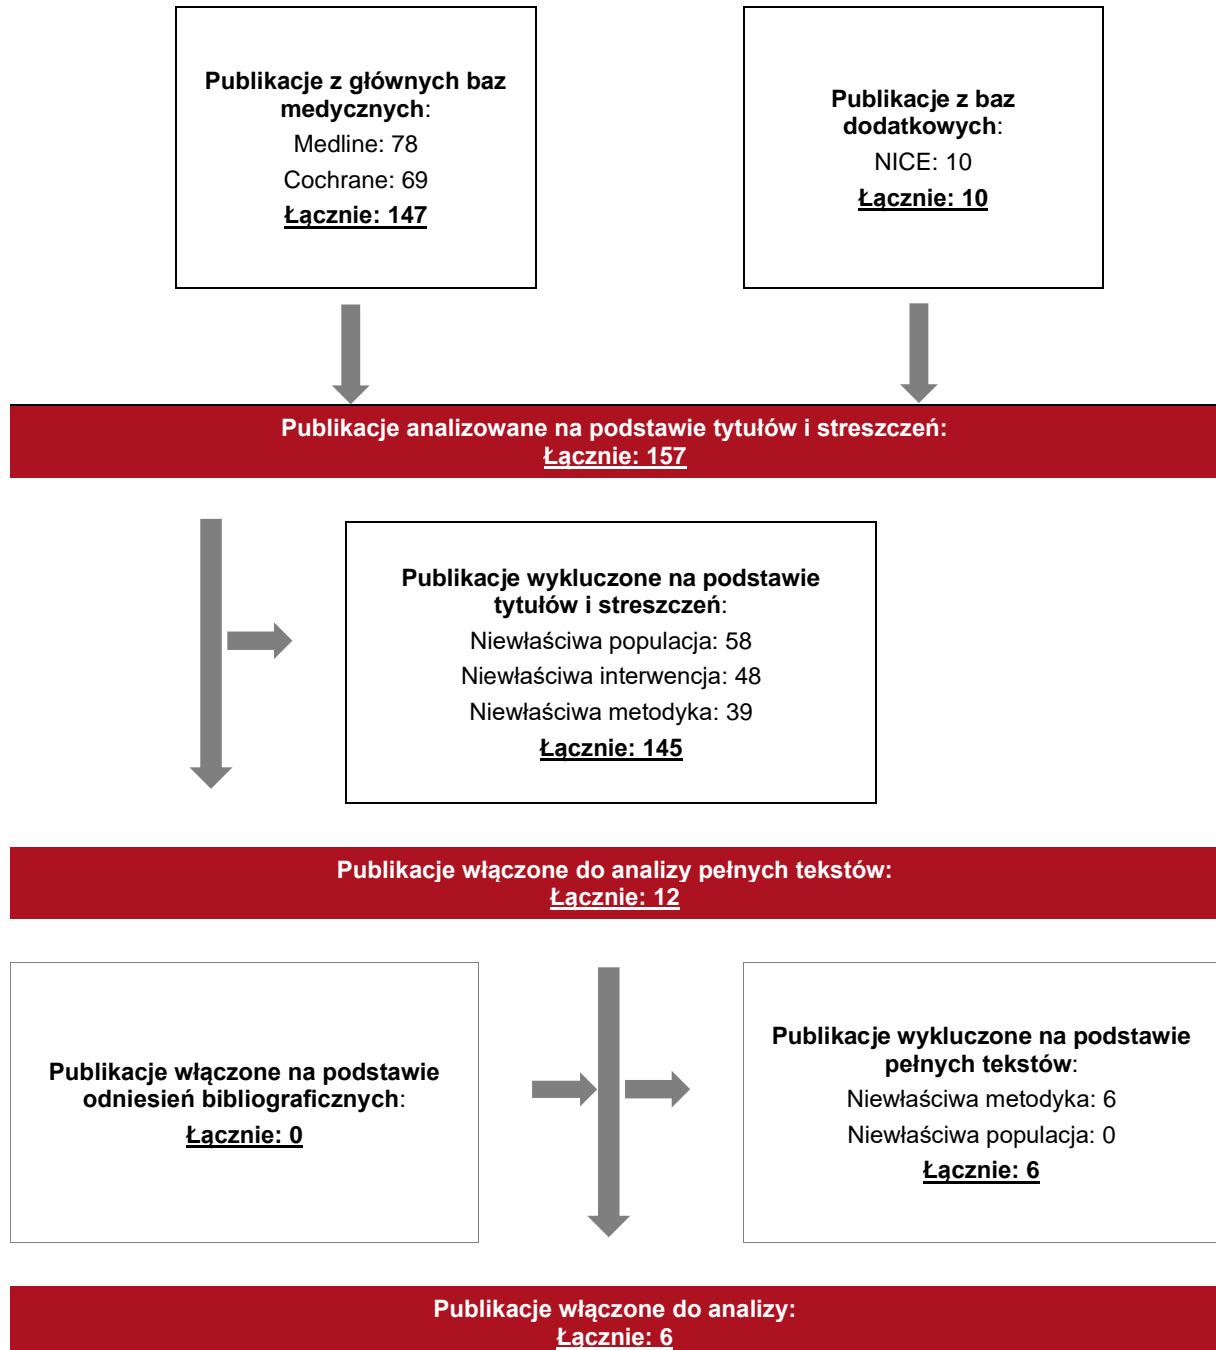 Publikacje z głównych baz
medycznych:
Medline: 78
Cochrane: 69
Łącznie: 147
Publikacje z baz
dodatkowych:
NICE: 10
Łącznie: 10
Publikacje analizowane na podstawie tytułów i streszczeń:
Łącznie: 157
Publikacje wykluczone na podstawie
tytułów i streszczeń:
Niewłaściwa populacja: 58
Niewłaściwa interwencja: 48
Niewłaściwa metodyka: 39
Łącznie: 145
Publikacje włączone do analizy pełnych tekstów:
Łącznie: 12
Publikacje włączone na podstawie
odniesień bibliograficznych:
Łącznie: 0
Publikacje wykluczone na podstawie
pełnych tekstów:
Niewłaściwa metodyka: 6
Niewłaściwa populacja: 0
Łącznie: 6
Publikacje włączone do analizy:
Łącznie: 6